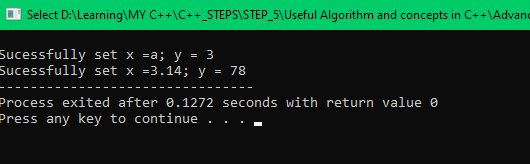 Select D:\Learning\MY C++\C++_STEPS\STEP_5\Useful Algorithm and concepts in C++\Advanc
Sucessfully set x =a; y = 3
Sucessfully set x =3.14; y = 78
--------------------------------
Process exited after 0.1272 seconds with return value 0
Press any key to continue . . .